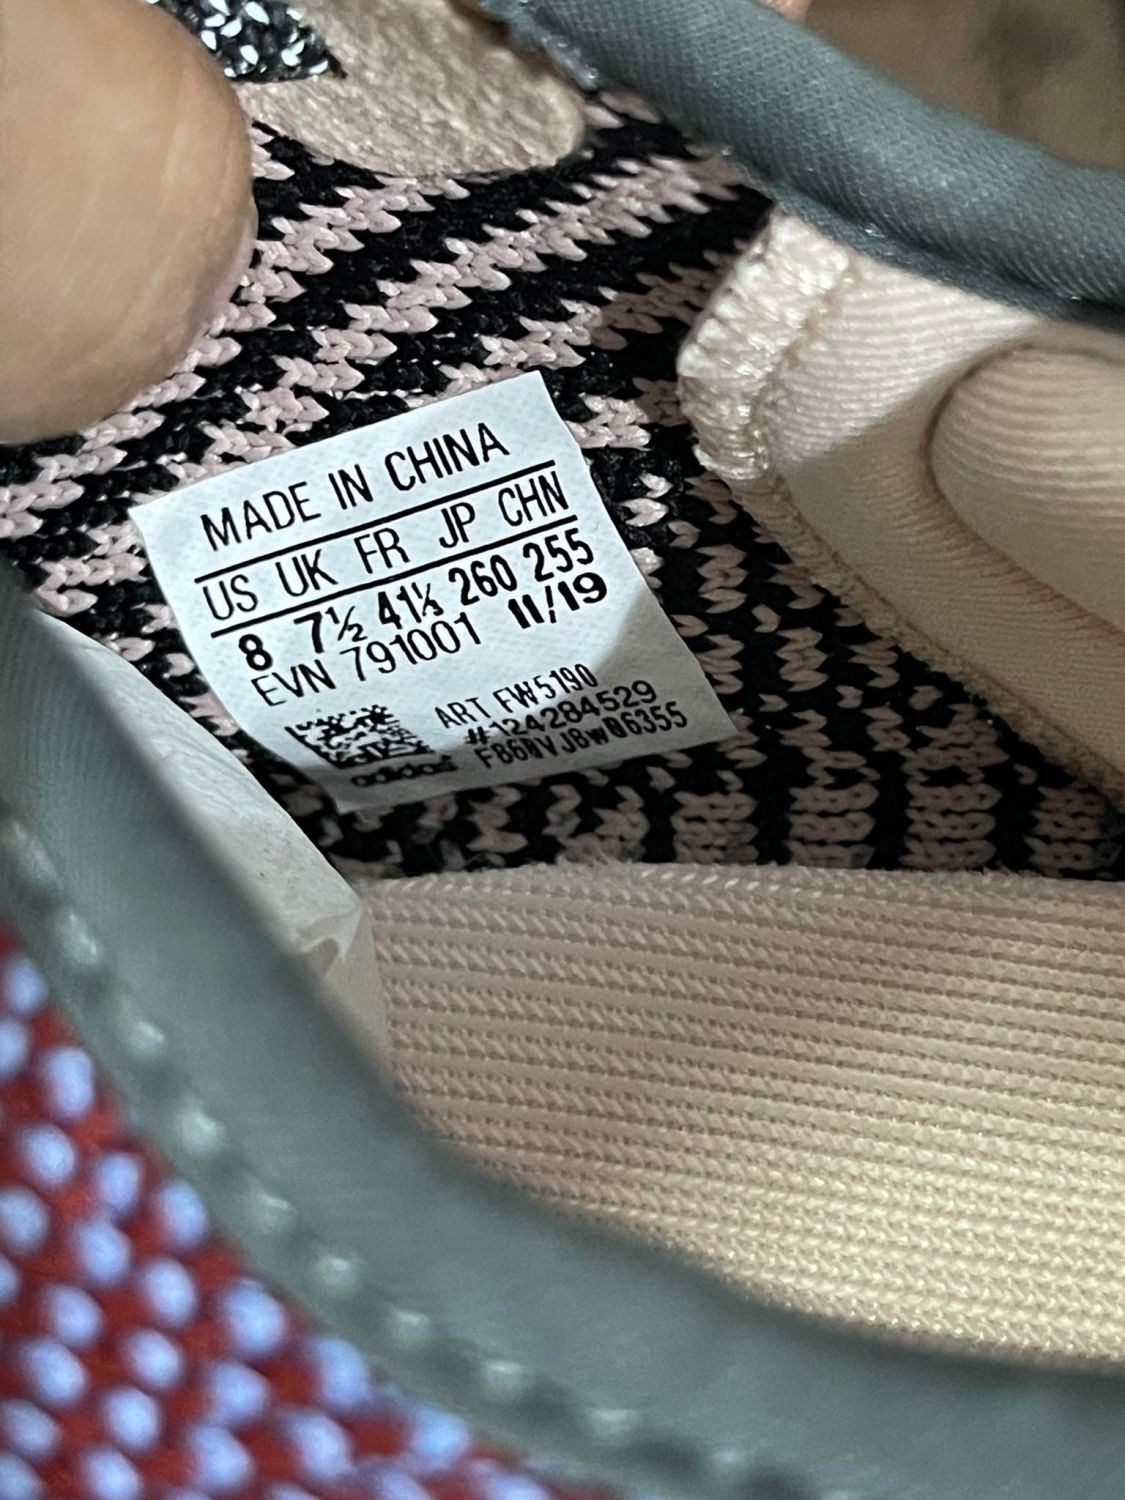 MADE IN CHINA
US UK FR JP CHN
8 7½ 41⅓ 260 255
EVN 791001 11/19
ART FW5190
#124284529
F860VJ8w06355
adidas